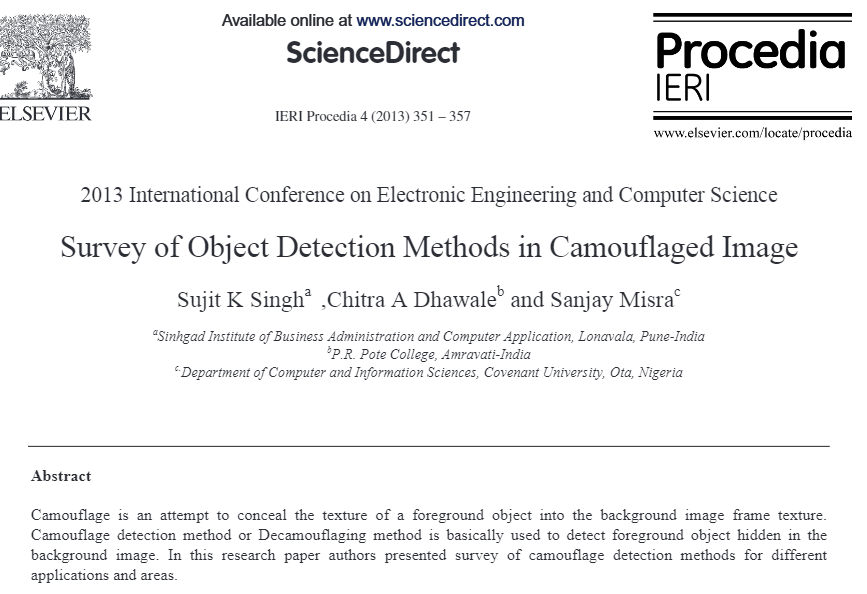 Available online at www.sciencedirect.com
ScienceDirect
Procedia
IERI
ELSEVIER
IERI Procedia 4 (2013) 351 – 357
www.elsevier.com/locate/procedia
2013 International Conference on Electronic Engineering and Computer Science
Survey of Object Detection Methods in Camouflaged Image
Sujit K Singhᵃ ,Chitra A Dhawaleᵇ and Sanjay Misraᶜ
ᵃSinhgad Institute of Business Administration and Computer Application, Lonavala, Pune-India
ᵇP.R. Pote College, Amravati-India
ᶜ·Department of Computer and Information Sciences, Covenant University, Ota, Nigeria
Abstract
Camouflage is an attempt to conceal the texture of a foreground object into the background image frame texture.
Camouflage detection method or Decamouflaging method is basically used to detect foreground object hidden in the
background image. In this research paper authors presented survey of camouflage detection methods for different
applications and areas.